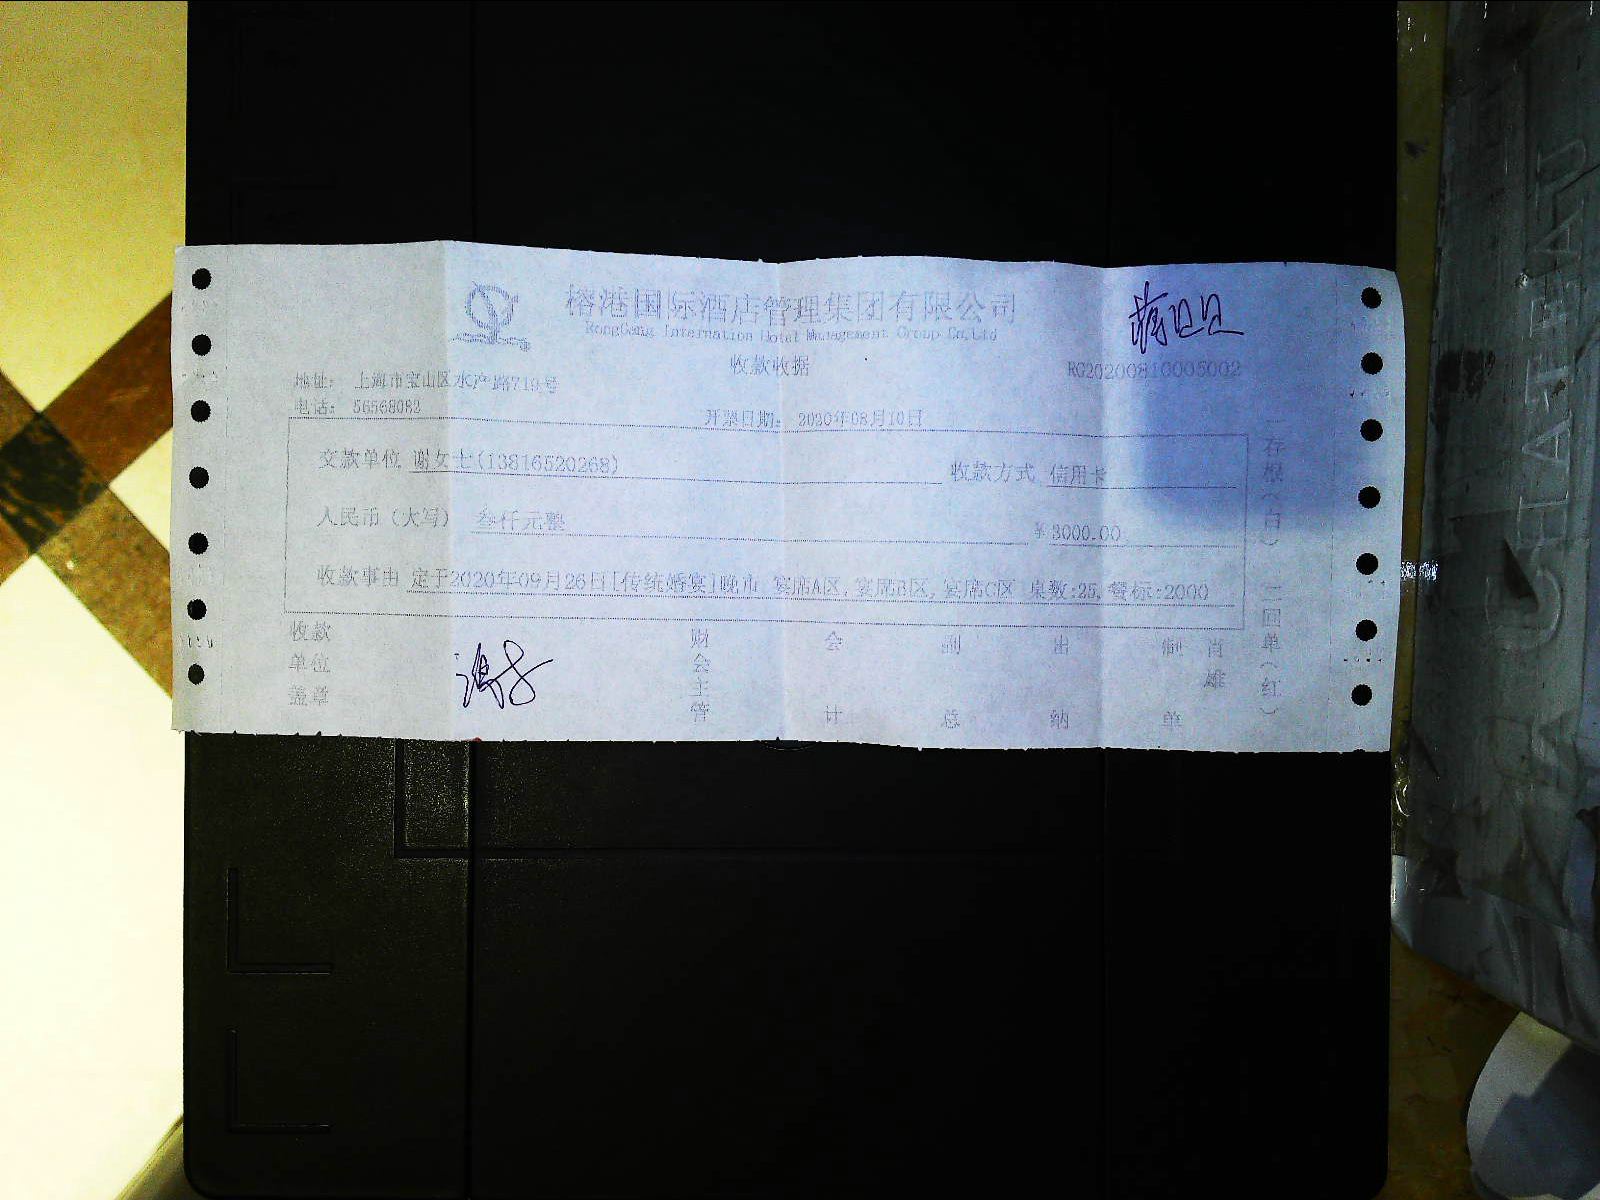 榕港国际酒店管理集团有限公司
RongGang Internation Hotel Management Group Co,Ltd
收款收据
RG20200810005002
地址： 上海市宝山区水产路719号
电话： 56568082
开票日期： 2020年08月10日
交款单位 谢女士(13816520268) 收款方式 信用卡
人民币（大写） 叁仟元整 ￥3000.00
收款事由 定于2020年09月26日[传统婚宴]晚市 宴席A区,宴席B区,宴席C区 桌数:25,餐标:2000
收款单位盖章 财会主管 会计 副总 出纳 制单
存根(白) 二回单(红)